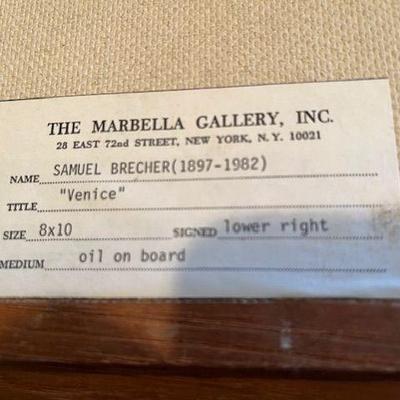 THE MARBELLA GALLERY, INC.
28 EAST 72nd STREET, NEW YORK, N. Y. 10021
NAME SAMUEL BRECHER(1897-1982)
TITLE "Venice"
SIZE 8x10 SIGNED lower right
MEDIUM oil on board